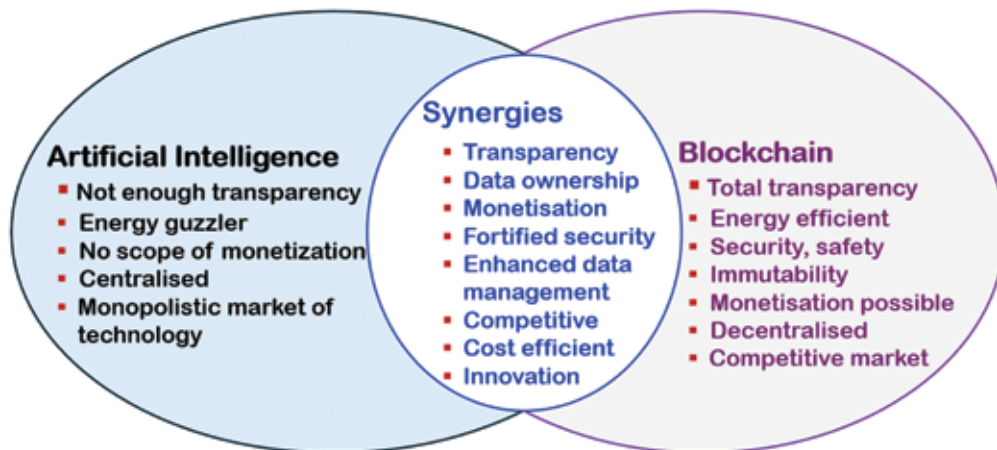 Artificial Intelligence
Not enough transparency
Energy guzzler
No scope of monetization
Centralised
Monopolistic market of
technology
Synergies
Transparency
Data ownership
Monetisation
Fortified security
Enhanced data
management
Competitive
Cost efficient
Innovation
Blockchain
Total transparency
Energy efficient
Security, safety
Immutability
Monetisation possible
Decentralised
Competitive market